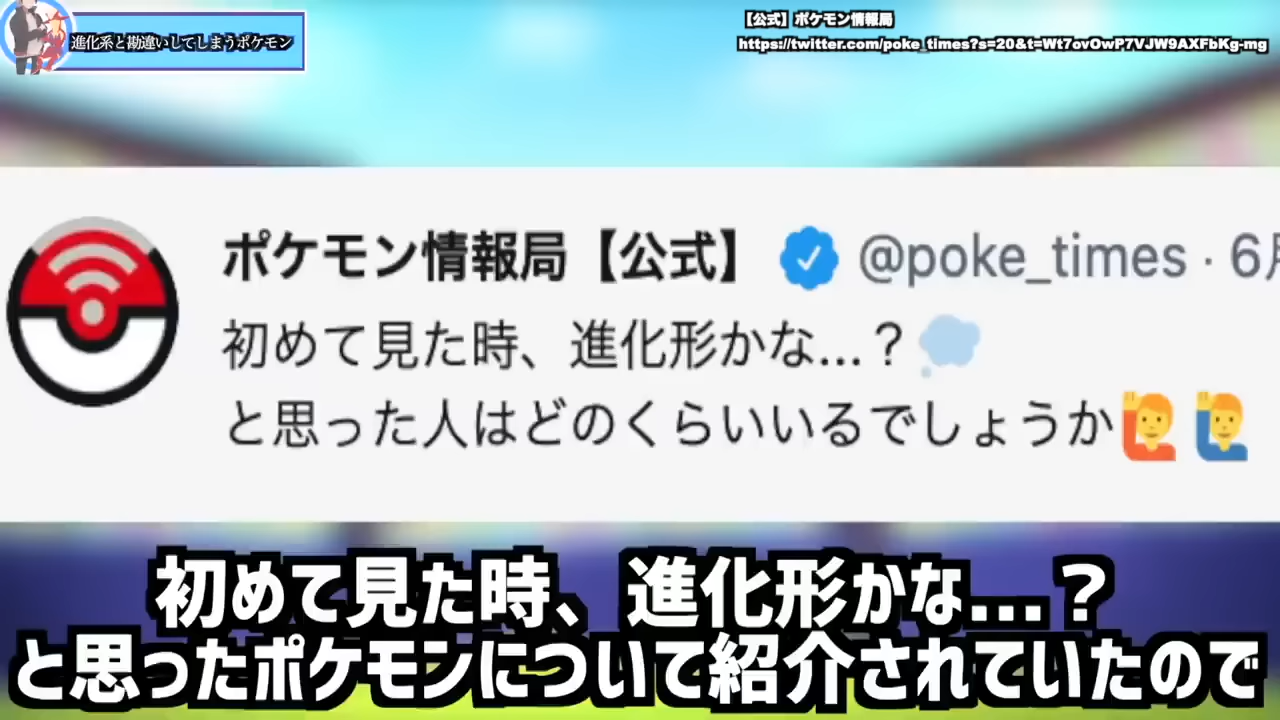 進化系と勘違いしてしまうポケモン
【公式】ポケモン情報局
https://twitter.com/poke_times?s=20&t=Wt7ovOwP7VJW9AXFbKg-mg
ポケモン情報局【公式】 @poke_times · 6月
初めて見た時、進化形かな...？
と思った人はどのくらいいるでしょうか
初めて見た時、進化形かな...？
と思ったポケモンについて紹介されていたので